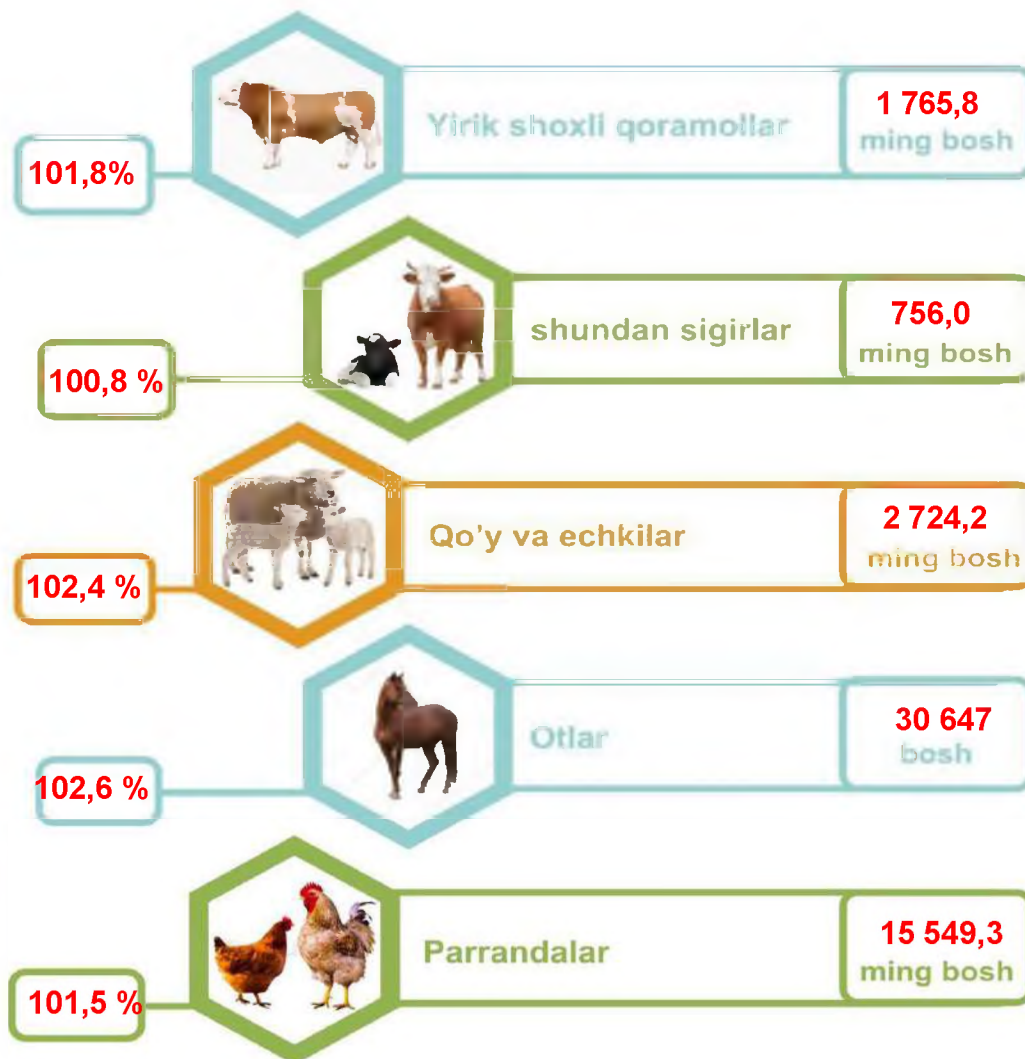 Yirik shoxli qoramollar
1 765,8
ming bosh
101,8%
shundan sigirlar
756,0
ming bosh
100,8 %
Qo'y va echkilar
2 724,2
ming bosh
102,4 %
Otlar
30 647
bosh
102,6 %
Parrandalar
15 549,3
ming bosh
101,5 %